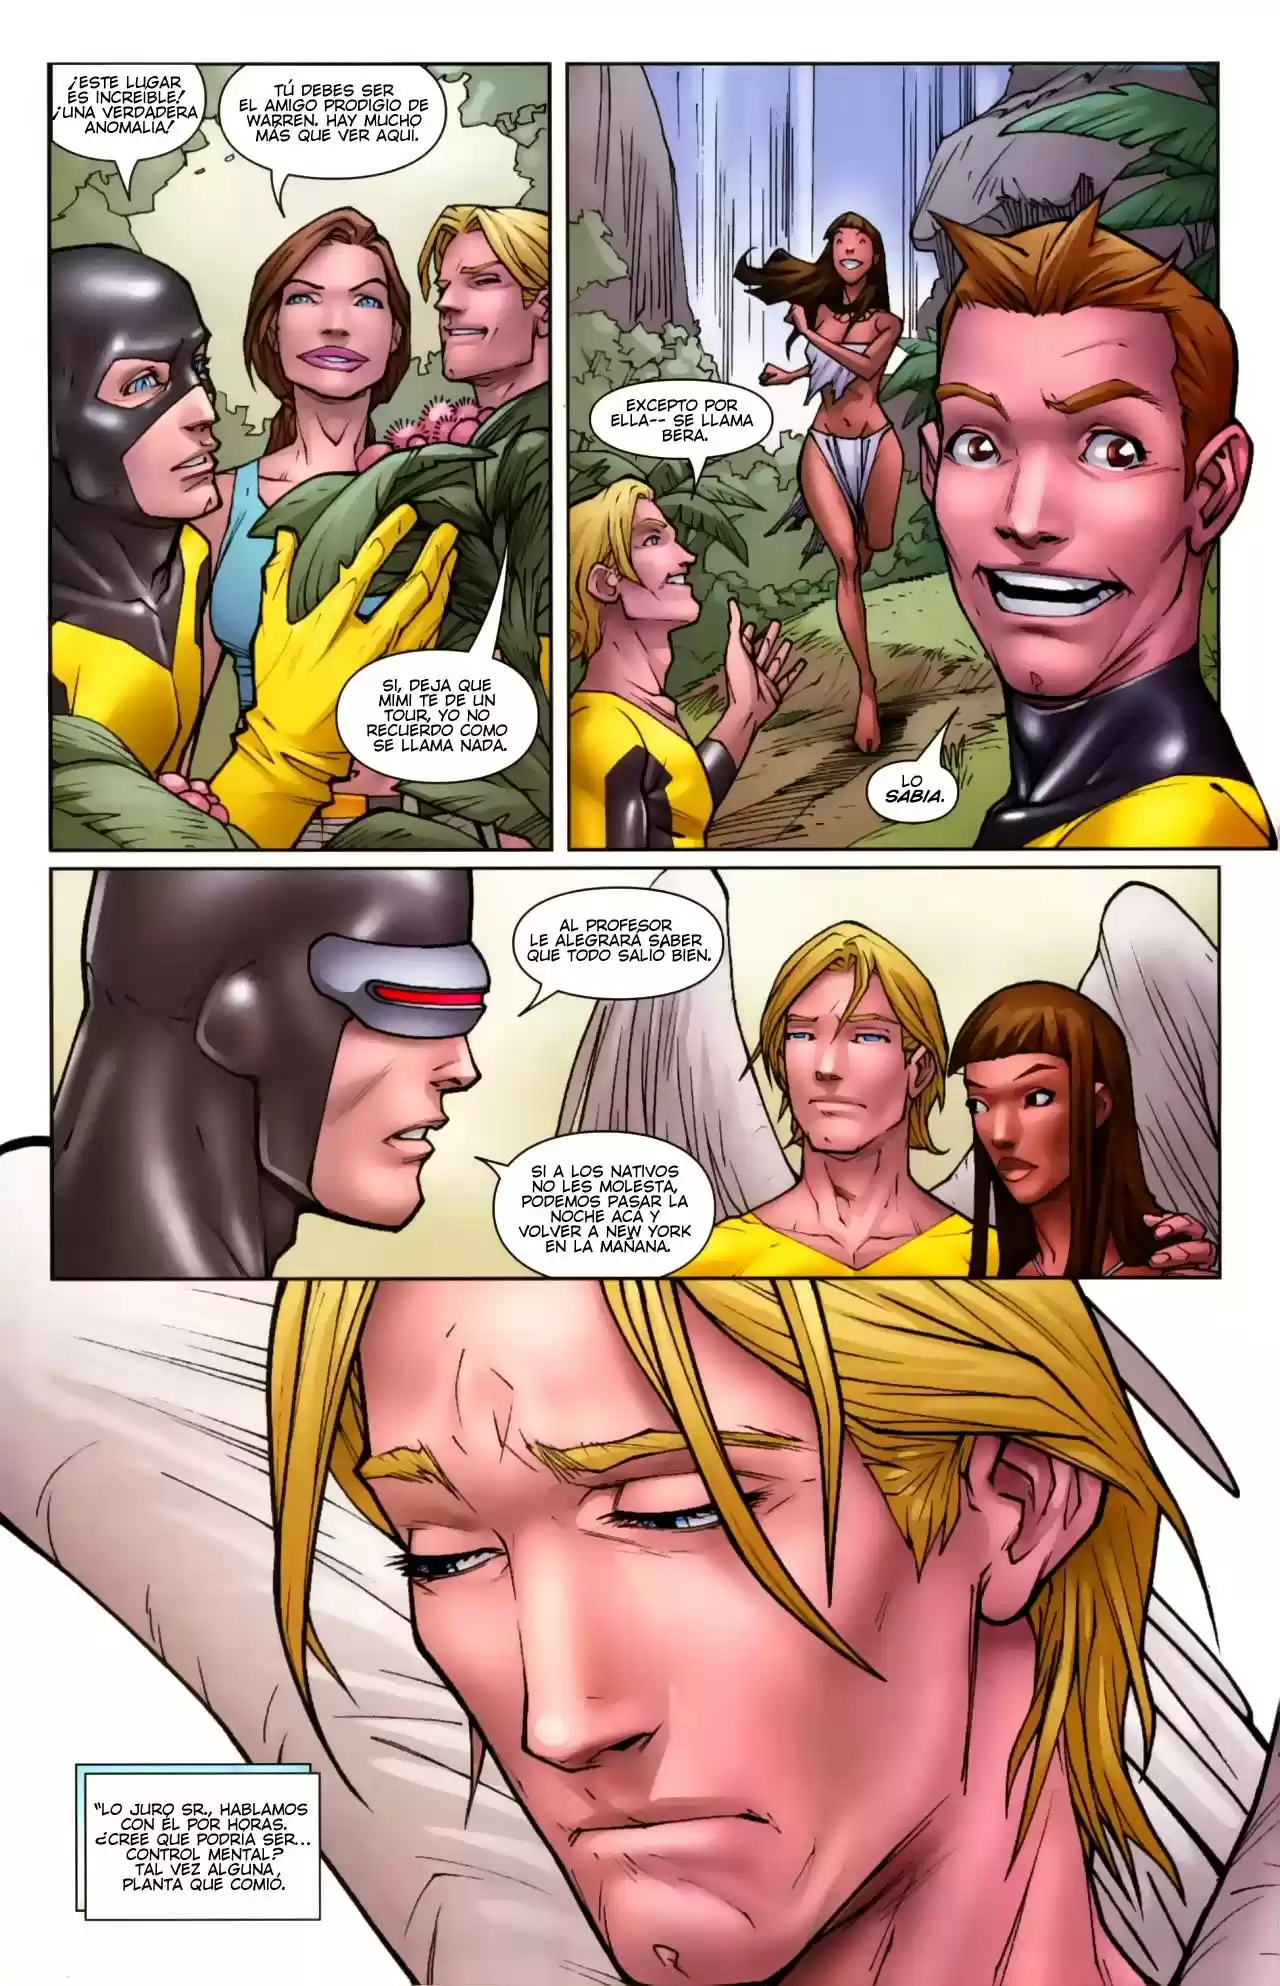 ¡ESTE LUGAR
ES INCREÍBLE!
¡UNA VERDADERA
ANOMALIA!
TÚ DEBES SER
EL AMIGO PRODIGIO DE
WARREN. HAY MUCHO
MÁS QUE VER AQUI.
SI, DEJA QUE
MIMI TE DE UN
TOUR, YO NO
RECUERDO COMO
SE LLAMA NADA.
EXCEPTO POR
ELLA-- SE LLAMA
BERA.
LO
SABIA.
AL PROFESOR
LE ALEGRARÁ SABER
QUE TODO SALIÓ BIEN.
SI A LOS NATIVOS
NO LES MOLESTA,
PODEMOS PASAR LA
NOCHE ACÁ Y
VOLVER A NEW YORK
EN LA MAÑANA.
"LO JURO SR., HABLAMOS
CON ÉL POR HORAS.
¿CREE QUE PODRIA SER...
CONTROL MENTAL?
TAL VEZ ALGUNA
PLANTA QUE COMIÓ.